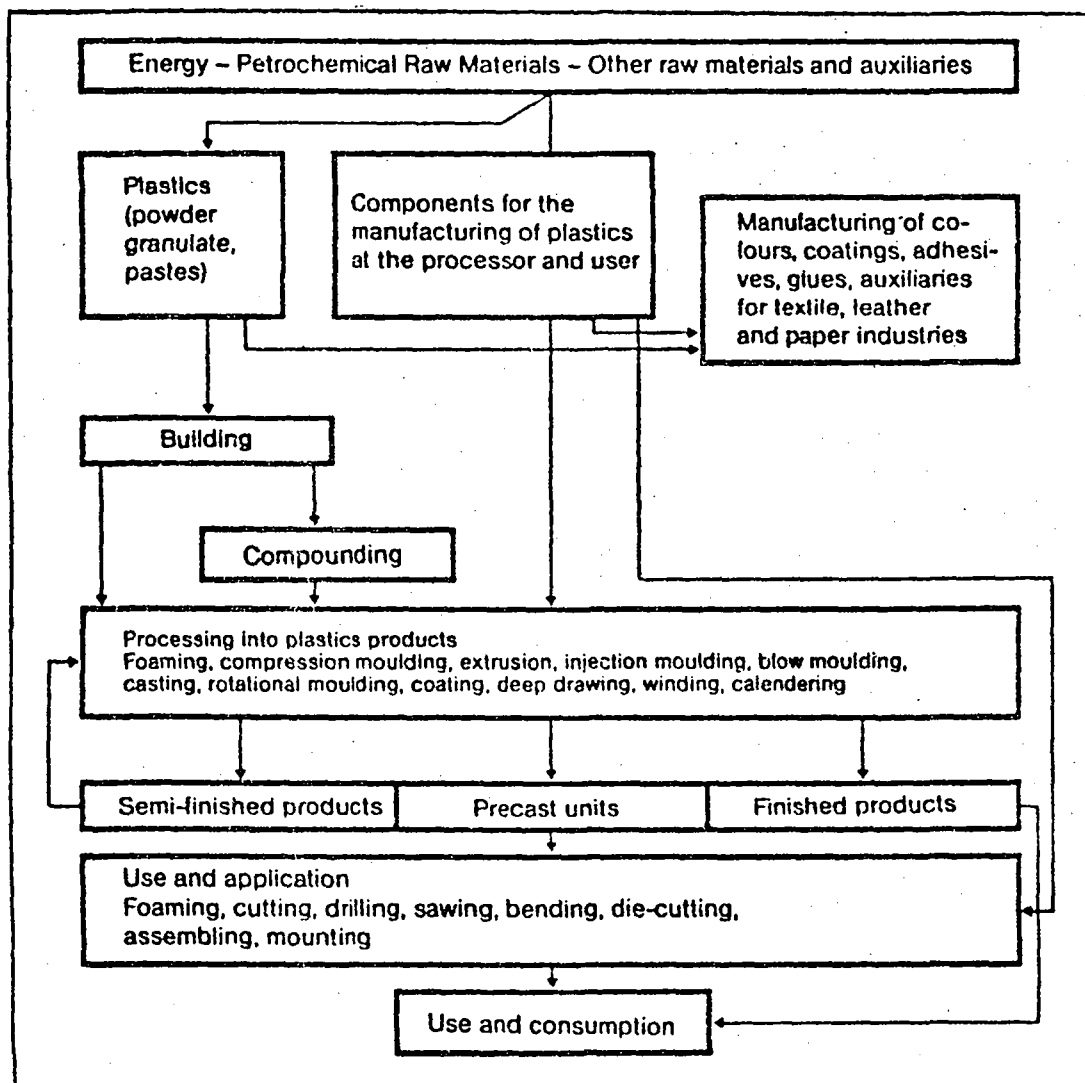 Energy – Petrochemical Raw Materials – Other raw materials and auxiliaries
Plastics
(powder
granulate,
pastes)
Components for the
manufacturing of plastics
at the processor and user
Manufacturing of co-
lours, coatings, adhesi-
ves, glues, auxiliaries
for textile, leather
and paper industries
Building
Compounding
Processing into plastics products
Foaming, compression moulding, extrusion, injection moulding, blow moulding,
casting, rotational moulding, coating, deep drawing, winding, calendering
Semi-finished products
Precast units
Finished products
Use and application
Foaming, cutting, drilling, sawing, bending, die-cutting,
assembling, mounting
Use and consumption